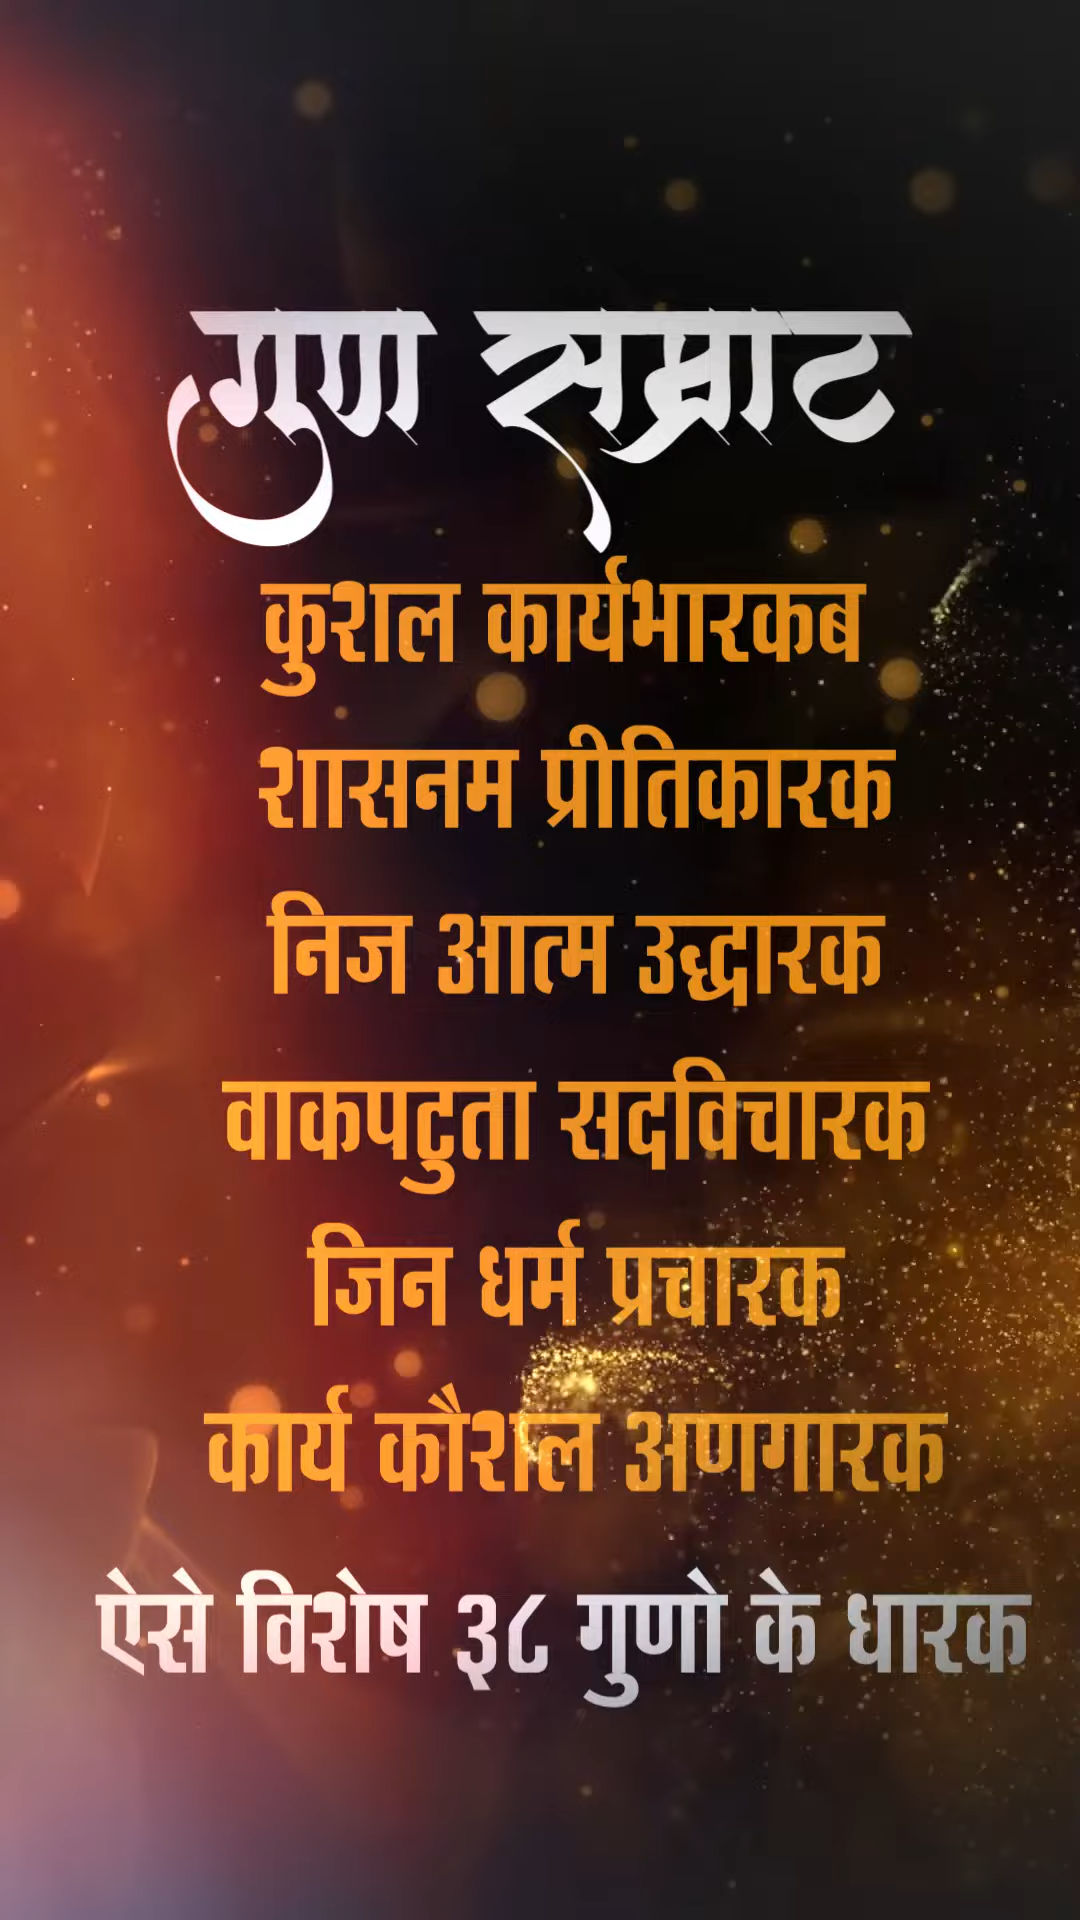 गुण सम्राट
कुशल कार्यभारकब
शासनम प्रीतिकारक
निज आत्म उद्धारक
वाकपटुता सदविचारक
जिन धर्म प्रचारक
कार्य कौशल अणगारक
ऐसे विशेष ३८ गुणो के धारक